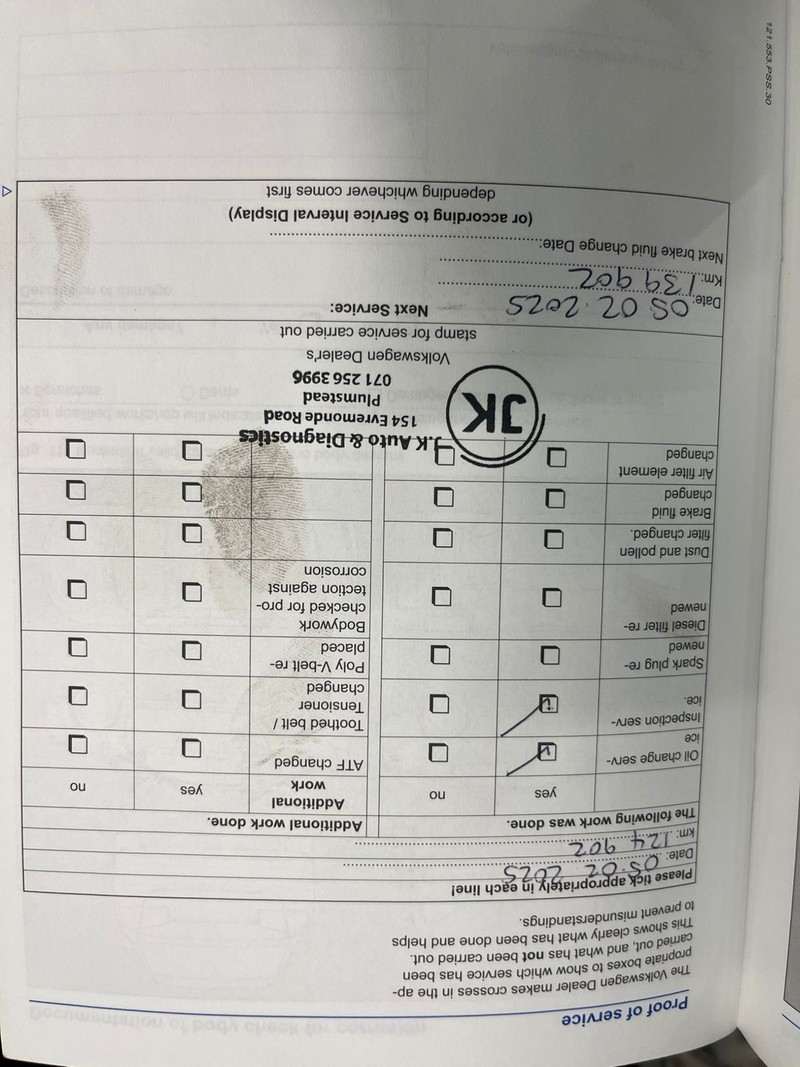 Proof of service
The Volkswagen Dealer makes crosses in the ap-
propriate boxes to show which service has been
carried out, and what has not been carried out.
This shows clearly what has been done and helps
to prevent misunderstandings.
Please tick appropriately in each line!
Date: 05.02 2025
km: 124 902
The following work was done.
yes
no
Oil change serv-
ice
Inspection serv-
ice.
Spark plug re-
newed
Diesel filter re-
newed
Dust and pollen
filter changed.
Brake fluid
changed
Air filter element
changed
Additional work done.
Additional
work
yes
no
ATF changed
Toothed belt /
Tensioner
changed
Poly V-belt re-
placed
Bodywork
checked for pro-
tection against
corrosion
JK
J.K Auto & Diagnostics
154 Evremonde Road
Plumstead
071 256 3996
Volkswagen Dealer's
stamp for service carried out
Next Service:
Date: 05 02.2025
Km: 139 902
Next brake fluid change Date:
(or according to Service Interval Display)
depending whichever comes first
121.553.PSS.30